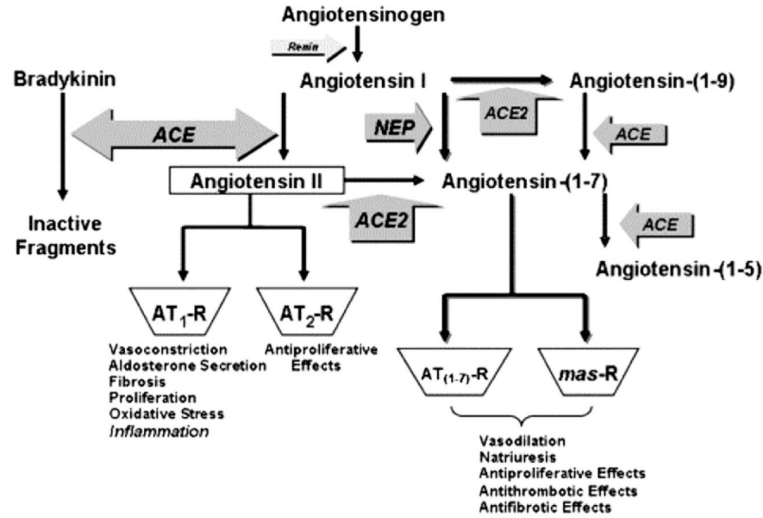 Angiotensinogen
Renin
Bradykinin
Angiotensin I
Angiotensin-(1-9)
ACE
NEP
ACE2
ACE
Angiotensin II
Angiotensin-(1-7)
Inactive
Fragments
ACE2
ACE
Angiotensin-(1-5)
AT1-R
AT2-R
Vasoconstriction
Aldosterone Secretion
Fibrosis
Proliferation
Oxidative Stress
Inflammation
Antiproliferative
Effects
AT(1-7)-R
mas-R
Vasodilation
Natriuresis
Antiproliferative Effects
Antithrombotic Effects
Antifibrotic Effects